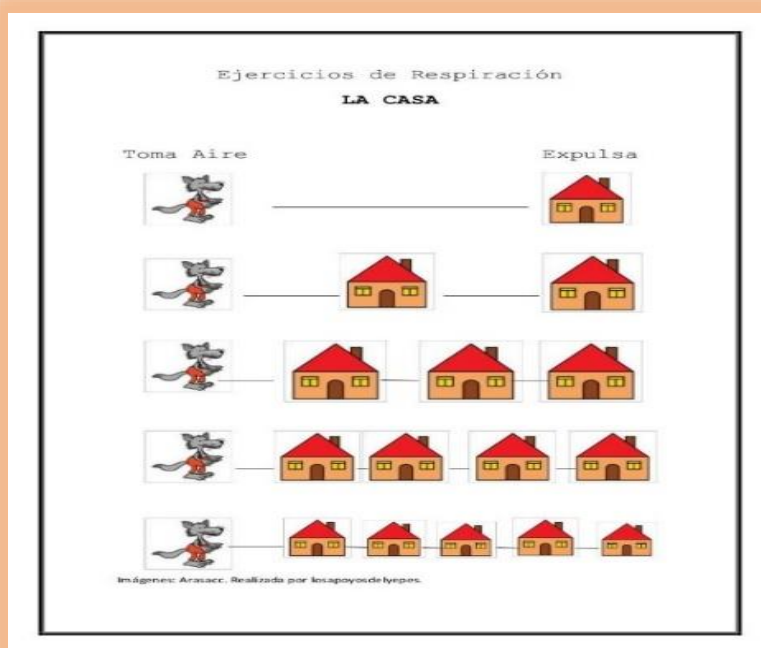 Ejercicios de Respiración
LA CASA
Toma Aire Expulsa
Imágenes: Arasacc. Realizada por losapoyosdelyepes.